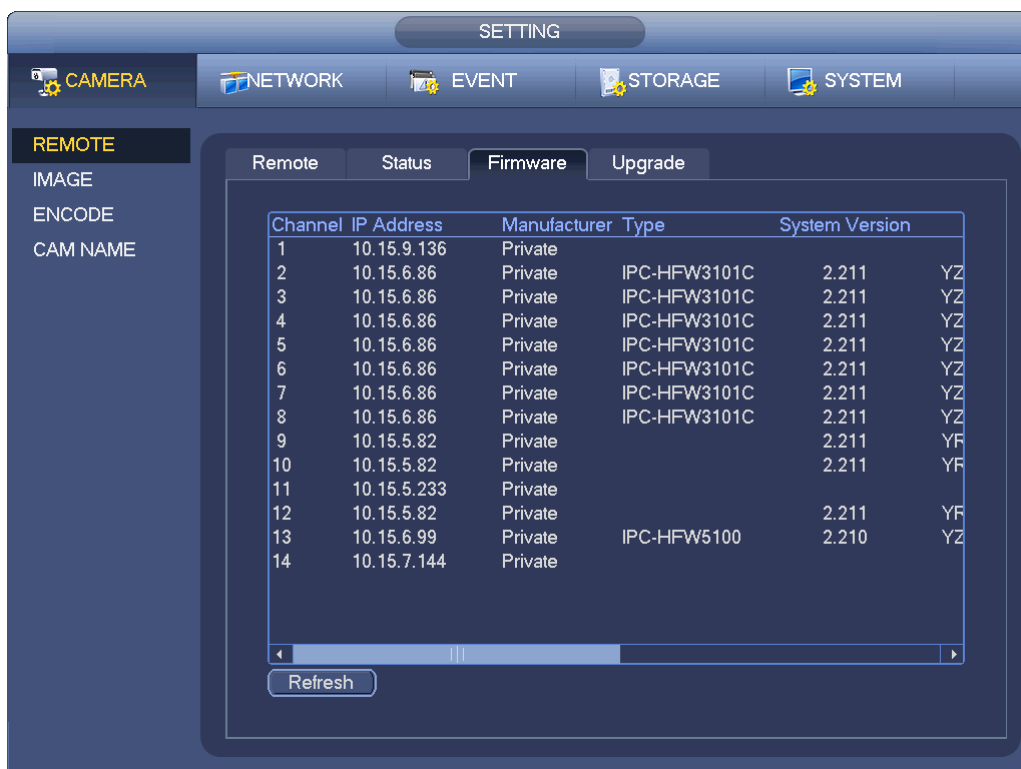 SETTING
CAMERA NETWORK EVENT STORAGE SYSTEM
REMOTE
IMAGE
ENCODE
CAM NAME
Remote Status Firmware Upgrade
Channel IP Address Manufacturer Type System Version
1 10.15.9.136 Private
2 10.15.6.86 Private IPC-HFW3101C 2.211 YZ
3 10.15.6.86 Private IPC-HFW3101C 2.211 YZ
4 10.15.6.86 Private IPC-HFW3101C 2.211 YZ
5 10.15.6.86 Private IPC-HFW3101C 2.211 YZ
6 10.15.6.86 Private IPC-HFW3101C 2.211 YZ
7 10.15.6.86 Private IPC-HFW3101C 2.211 YZ
8 10.15.6.86 Private IPC-HFW3101C 2.211 YZ
9 10.15.5.82 Private 2.211 YR
10 10.15.5.82 Private 2.211 YR
11 10.15.5.233 Private
12 10.15.5.82 Private 2.211 YR
13 10.15.6.99 Private IPC-HFW5100 2.210 YZ
14 10.15.7.144 Private
Refresh